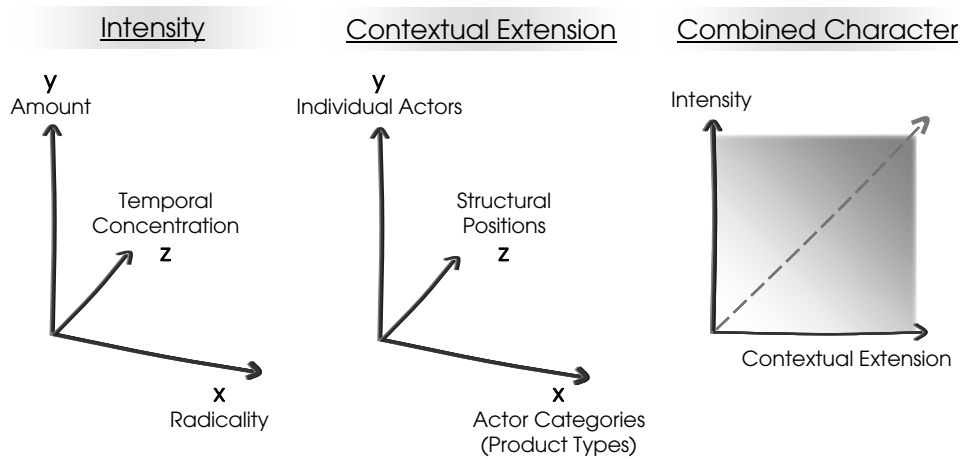 Intensity
y
Amount
Temporal
Concentration
z
x
Radicality
Contextual Extension
y
Individual Actors
Structural
Positions
z
x
Actor Categories
(Product Types)
Combined Character
Intensity
Contextual Extension